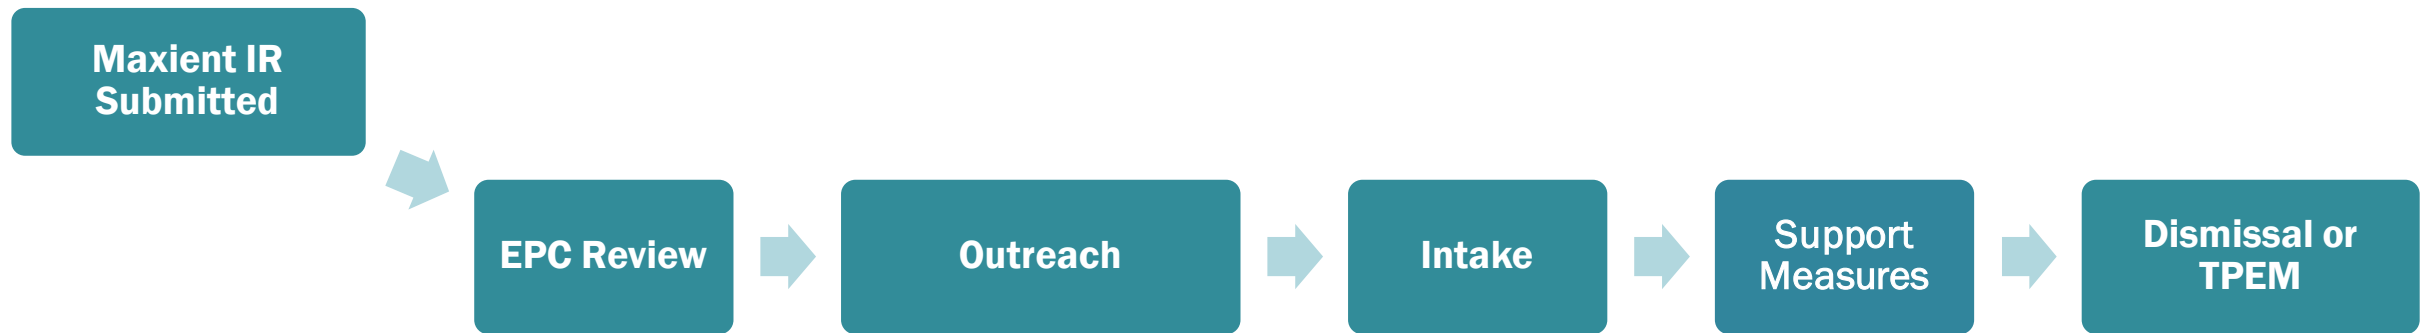 Maxient IR
Submitted
EPC Review
Outreach
Intake
Support
Measures
Dismissal or
TPEM